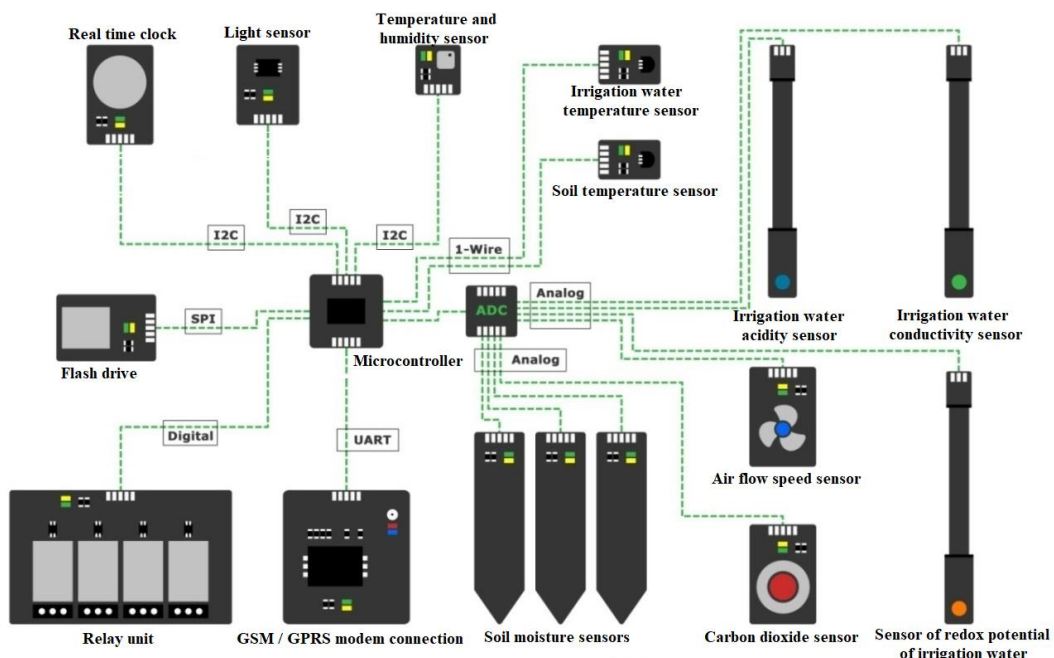 Real time clock
Light sensor
Temperature and
humidity sensor
Irrigation water
temperature sensor
Soil temperature sensor
I2C
I2C
I2C
1-Wire
SPI
ADC
Analog
Analog
Irrigation water
acidity sensor
Irrigation water
conductivity sensor
Flash drive
Microcontroller
Digital
UART
Air flow speed sensor
Relay unit
GSM / GPRS modem connection
Soil moisture sensors
Carbon dioxide sensor
Sensor of redox potential
of irrigation water